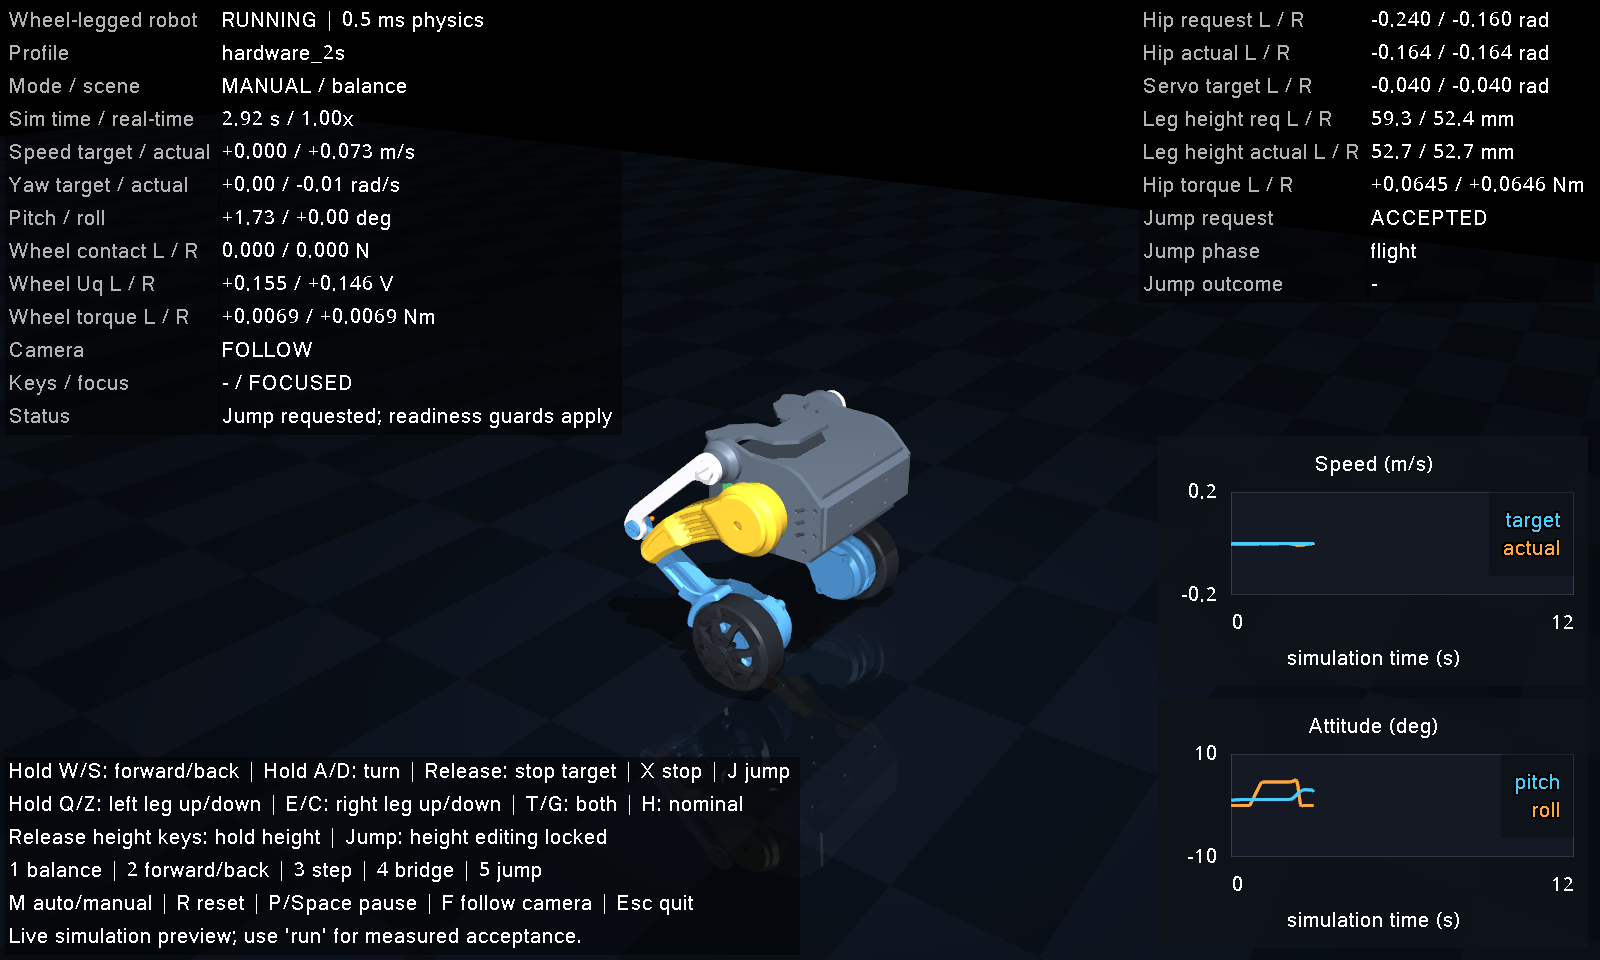 Wheel-legged robot RUNNING | 0.5 ms physics
Profile hardware_2s
Mode / scene MANUAL / balance
Sim time / real-time 2.92 s / 1.00x
Speed target / actual +0.000 / +0.073 m/s
Yaw target / actual +0.00 / -0.01 rad/s
Pitch / roll +1.73 / +0.00 deg
Wheel contact L / R 0.000 / 0.000 N
Wheel Uq L / R +0.155 / +0.146 V
Wheel torque L / R +0.0069 / +0.0069 Nm
Camera FOLLOW
Keys / focus - / FOCUSED
Status Jump requested; readiness guards apply
Hip request L / R -0.240 / -0.160 rad
Hip actual L / R -0.164 / -0.164 rad
Servo target L / R -0.040 / -0.040 rad
Leg height req L / R 59.3 / 52.4 mm
Leg height actual L / R 52.7 / 52.7 mm
Hip torque L / R +0.0645 / +0.0646 Nm
Jump request ACCEPTED
Jump phase flight
Jump outcome -
Speed (m/s)
0.2
target
actual
-0.2
0 12
simulation time (s)
Attitude (deg)
10
pitch
roll
-10
0 12
simulation time (s)
Hold W/S: forward/back | Hold A/D: turn | Release: stop target | X stop | J jump
Hold Q/Z: left leg up/down | E/C: right leg up/down | T/G: both | H: nominal
Release height keys: hold height | Jump: height editing locked
1 balance | 2 forward/back | 3 step | 4 bridge | 5 jump
M auto/manual | R reset | P/Space pause | F follow camera | Esc quit
Live simulation preview; use 'run' for measured acceptance.